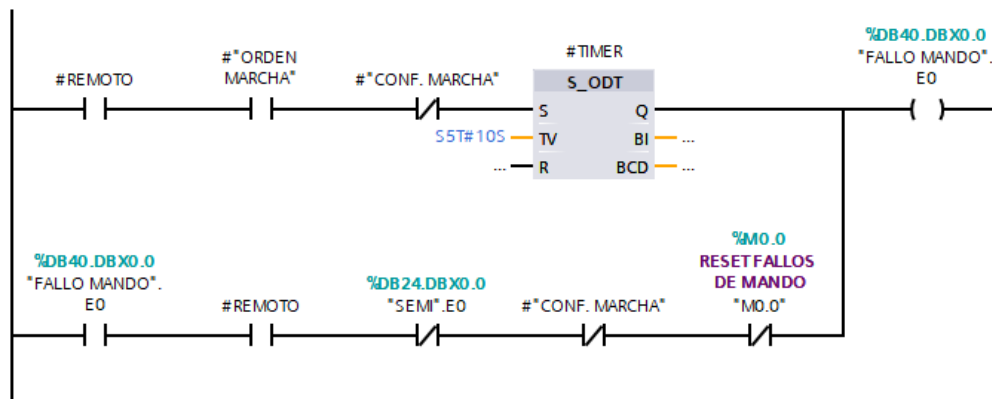 %DB40.DBX0.0
"FALLO MANDO".
E0
#TIMER
#REMOTO
#"ORDEN
MARCHA"
#"CONF. MARCHA"
S_ODT
S
Q
S5T#10S
TV
BI
...
...
R
BCD
...
%DB40.DBX0.0
"FALLO MANDO".
E0
#REMOTO
%DB24.DBX0.0
"SEMI".E0
#"CONF. MARCHA"
%M0.0
RESET FALLOS
DE MANDO
"M0.0"